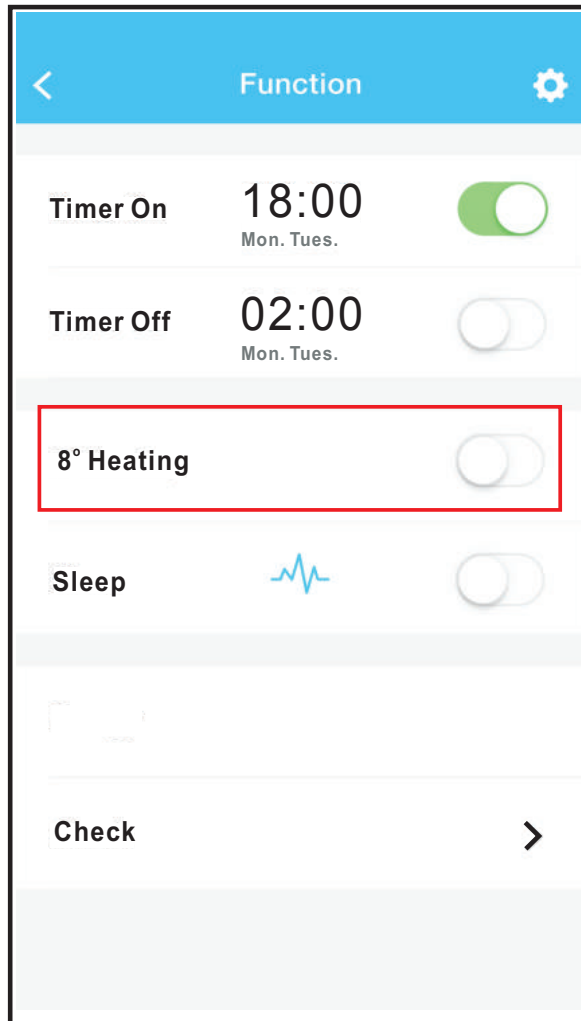 Function
Timer On
18:00
Mon. Tues.
Timer Off
02:00
Mon. Tues.
8° Heating
Sleep
Check